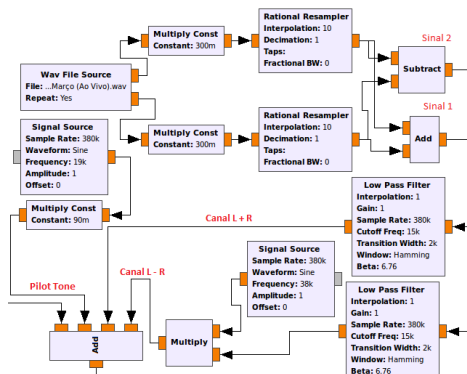 Multiply Const
Constant: 300m
Rational Resampler
Interpolation: 10
Decimation: 1
Taps:
Fractional BW: 0
Sinal 2
Subtract
Wav File Source
File: ...Março (Ao Vivo).wav
Repeat: Yes
Multiply Const
Constant: 300m
Rational Resampler
Interpolation: 10
Decimation: 1
Taps:
Fractional BW: 0
Sinal 1
Add
Signal Source
Sample Rate: 380k
Waveform: Sine
Frequency: 19k
Amplitude: 1
Offset: 0
Multiply Const
Constant: 90m
Canal L + R
Low Pass Filter
Interpolation: 1
Gain: 1
Sample Rate: 380k
Cutoff Freq: 15k
Transition Width: 2k
Window: Hamming
Beta: 6.76
Signal Source
Sample Rate: 380k
Waveform: Sine
Frequency: 38k
Amplitude: 1
Offset: 0
Pilot Tone
Canal L - R
Add
Multiply
Low Pass Filter
Interpolation: 1
Gain: 1
Sample Rate: 380k
Cutoff Freq: 15k
Transition Width: 2k
Window: Hamming
Beta: 6.76